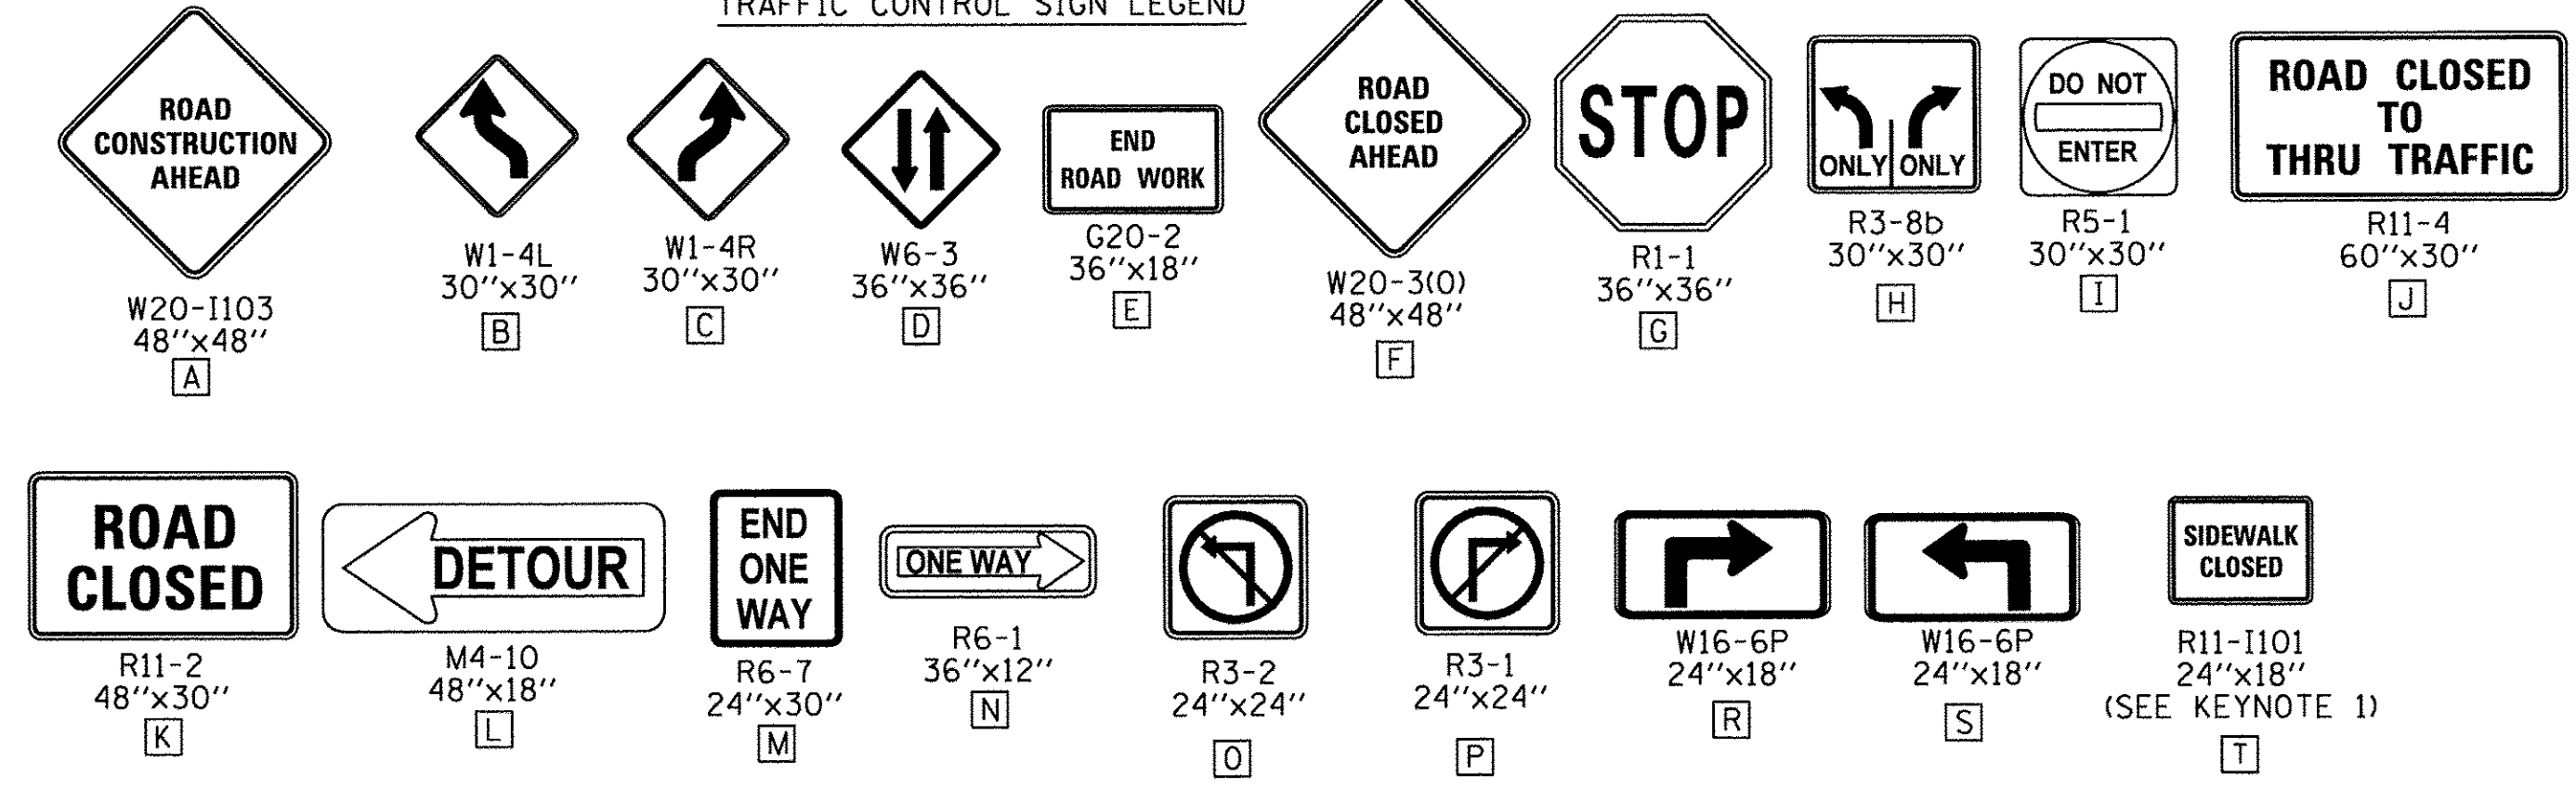 TRAFFIC CONTROL SIGN LEGEND
ROAD
CONSTRUCTION
AHEAD
W20-I103
48"x48"
A
W1-4L
30"x30"
B
W1-4R
30"x30"
C
W6-3
36"x36"
D
END
ROAD WORK
G20-2
36"x18"
E
ROAD
CLOSED
AHEAD
W20-3(O)
48"x48"
F
STOP
R1-1
36"x36"
G
ONLY ONLY
R3-8b
30"x30"
H
DO NOT
ENTER
R5-1
30"x30"
I
ROAD CLOSED
TO
THRU TRAFFIC
R11-4
60"x30"
J
ROAD
CLOSED
R11-2
48"x30"
K
DETOUR
M4-10
48"x18"
L
END
ONE
WAY
R6-7
24"x30"
M
ONE WAY
R6-1
36"x12"
N
R3-2
24"x24"
O
R3-1
24"x24"
P
W16-6P
24"x18"
R
W16-6P
24"x18"
S
SIDEWALK
CLOSED
R11-I101
24"x18"
(SEE KEYNOTE 1)
T